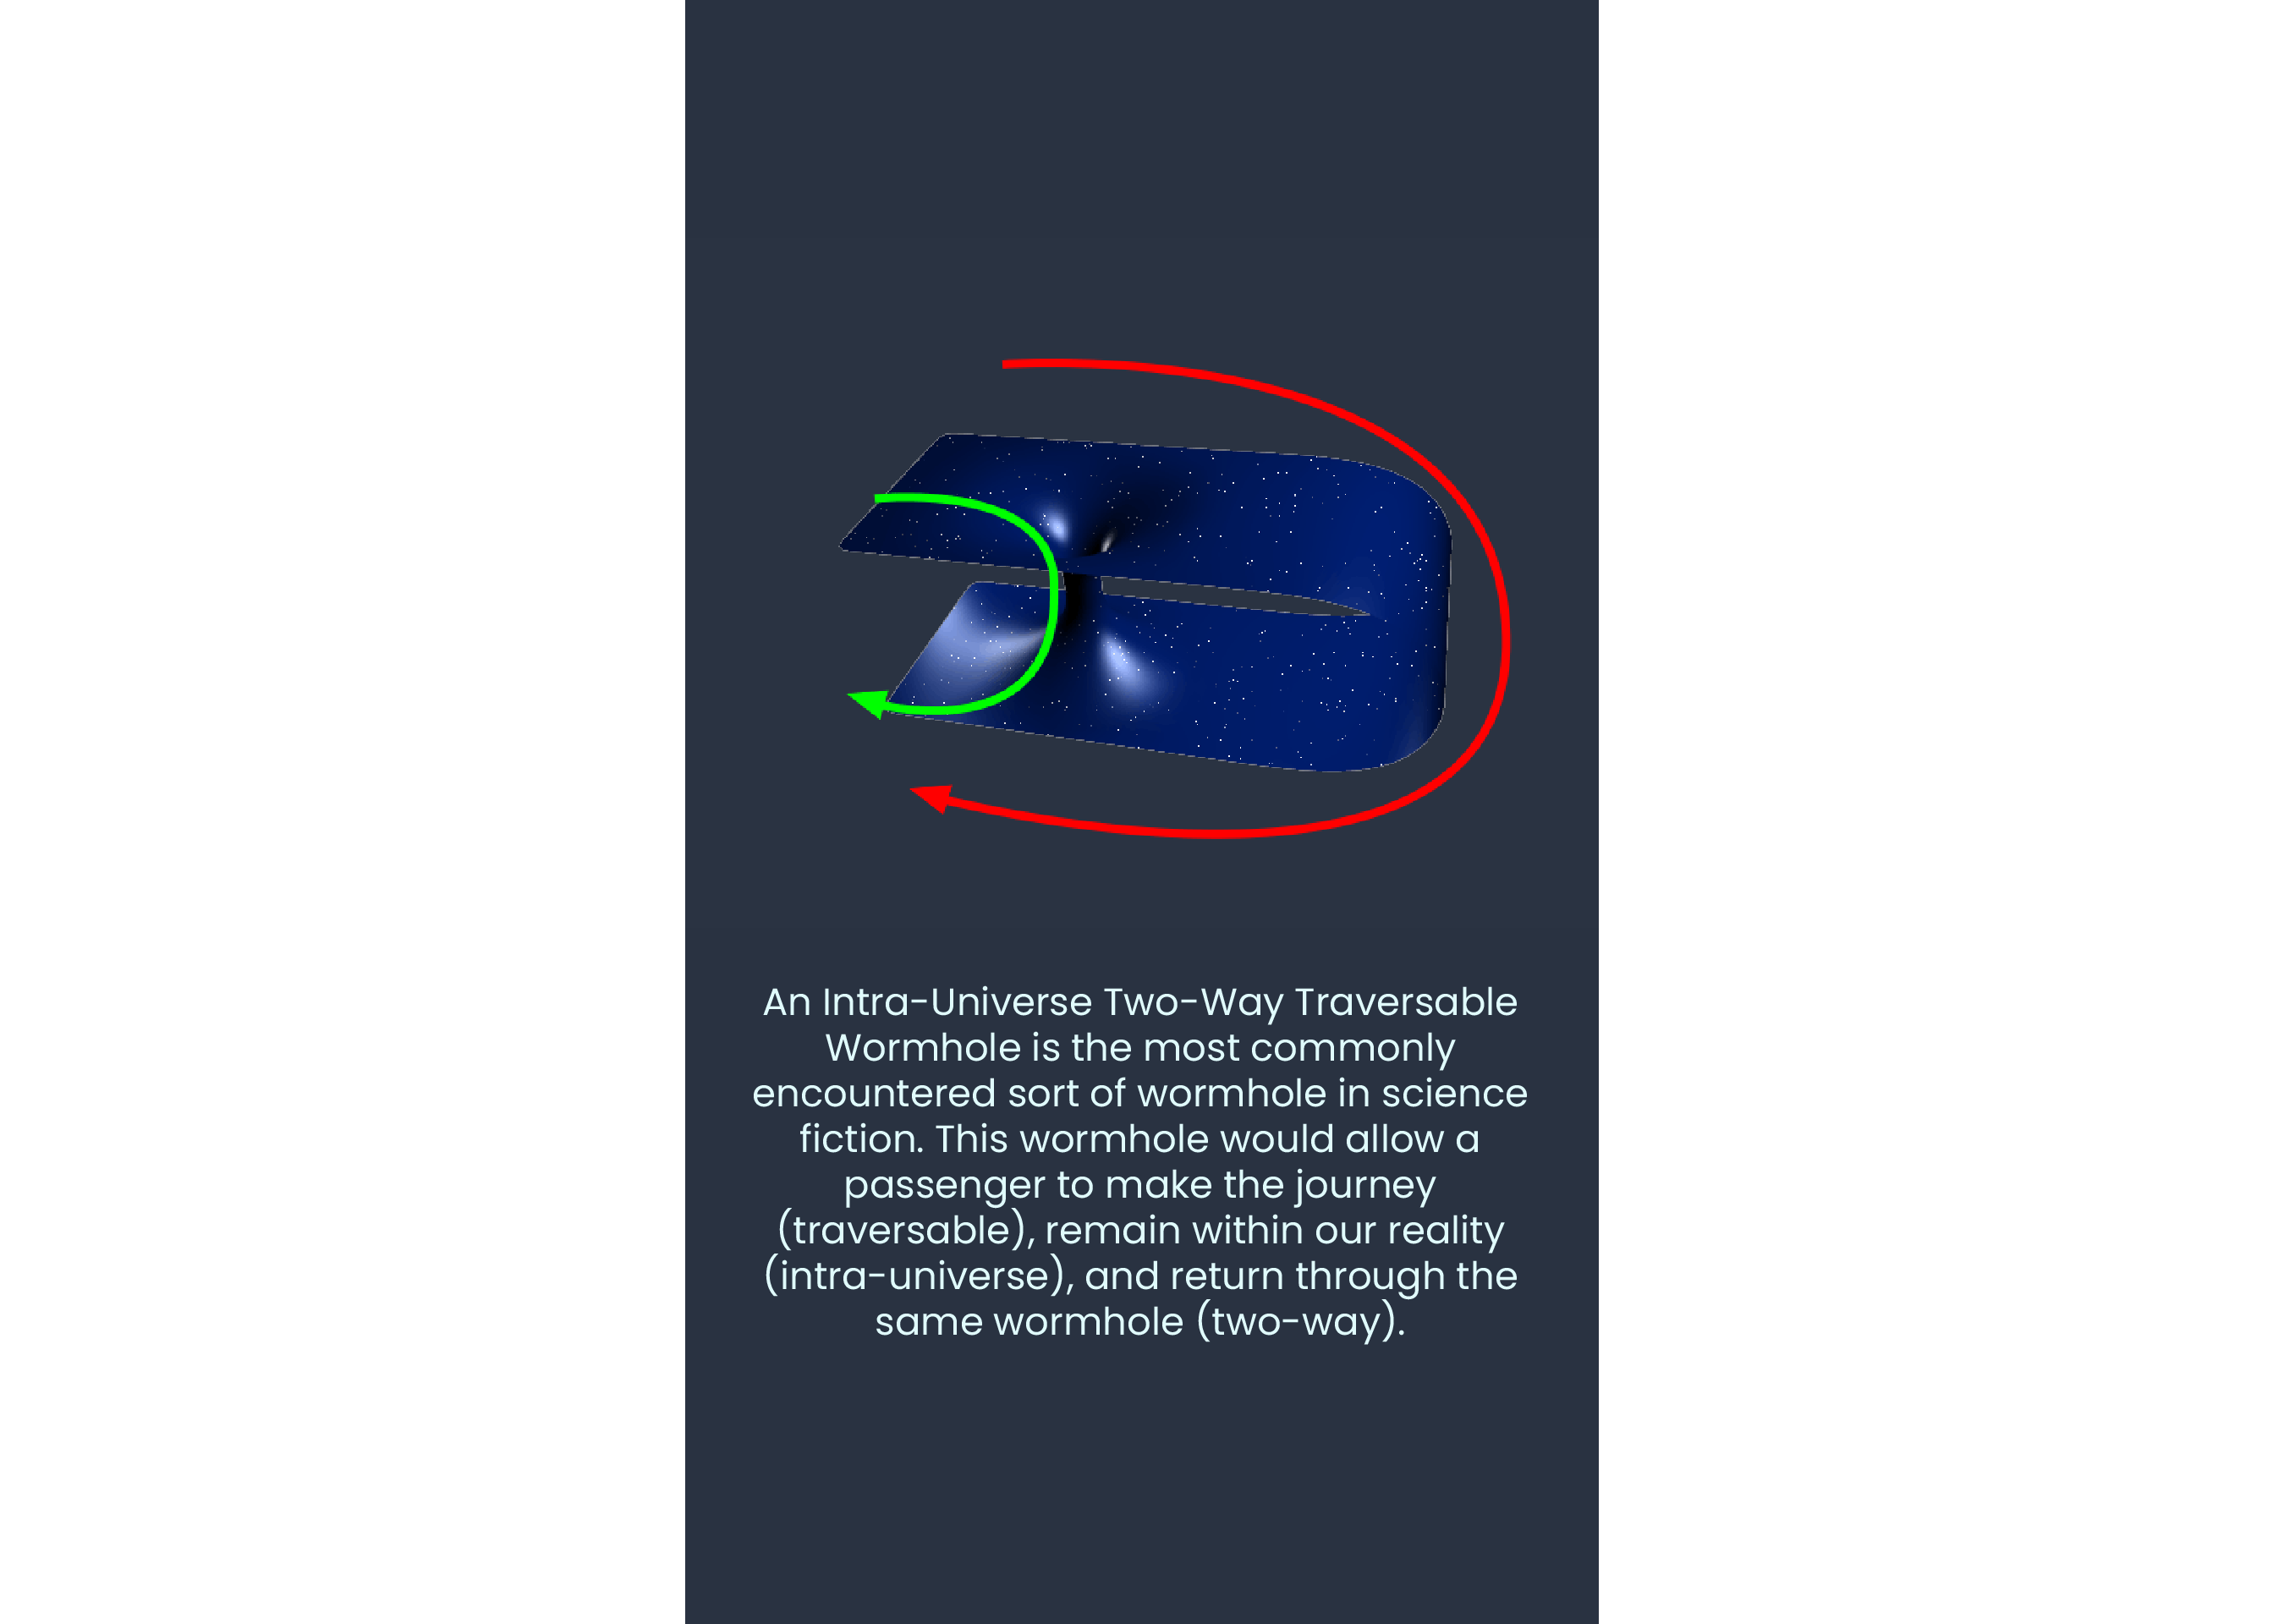 An Intra-Universe Two-Way Traversable
Wormhole is the most commonly
encountered sort of wormhole in science
fiction. This wormhole would allow a
passenger to make the journey
(traversable), remain within our reality
(intra-universe), and return through the
same wormhole (two-way).